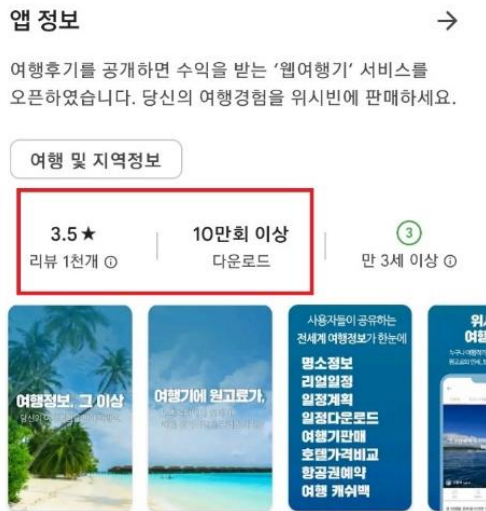 앱 정보
여행후기를 공개하면 수익을 받는 '웹여행기' 서비스를
오픈하였습니다. 당신의 여행경험을 위시빈에 판매하세요.
여행 및 지역정보
3.5★
리뷰 1천개
10만회 이상
다운로드
3
만 3세 이상
여행정보, 그 이상
여행기에 원고료가,
사용자들이 공유하는
전세계 여행정보가 한눈에
명소정보
리얼일정
일정계획
일정다운로드
여행기판매
호텔가격비교
항공권예약
여행 캐쉬백